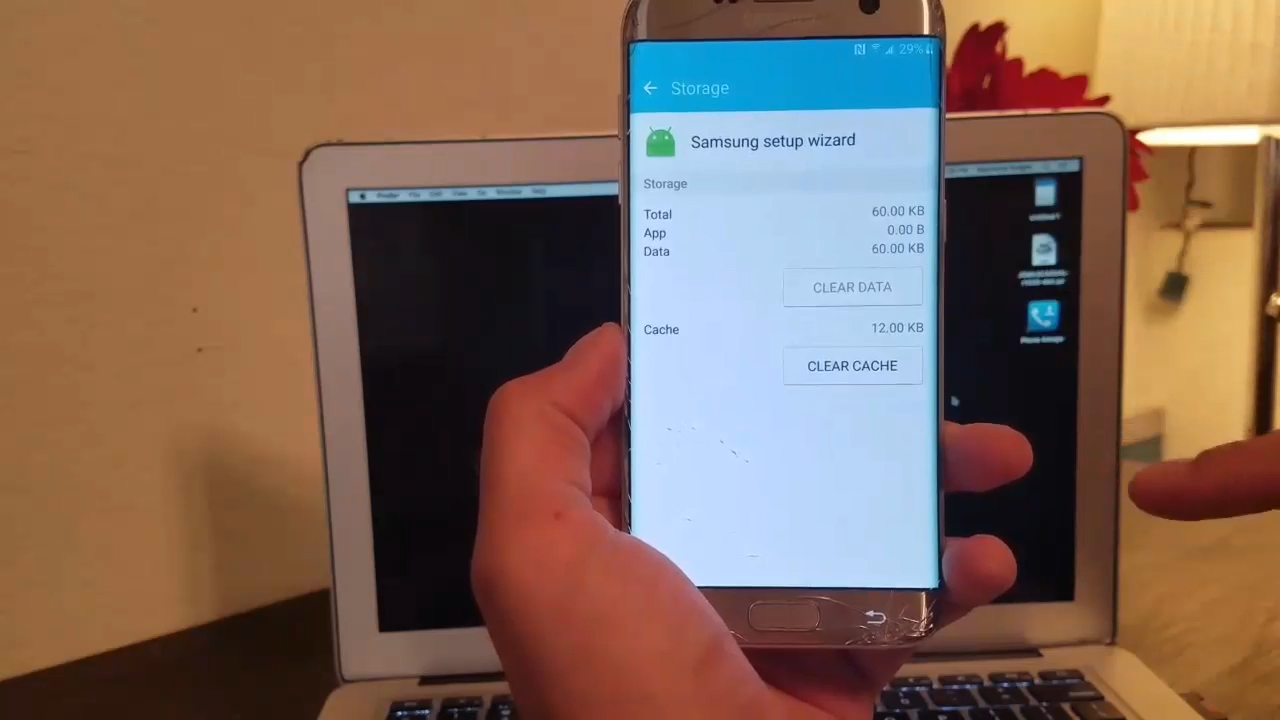 29%
Storage
Samsung setup wizard
Storage
Total 60.00 KB
App 0.00 B
Data 60.00 KB
CLEAR DATA
Cache 12.00 KB
CLEAR CACHE